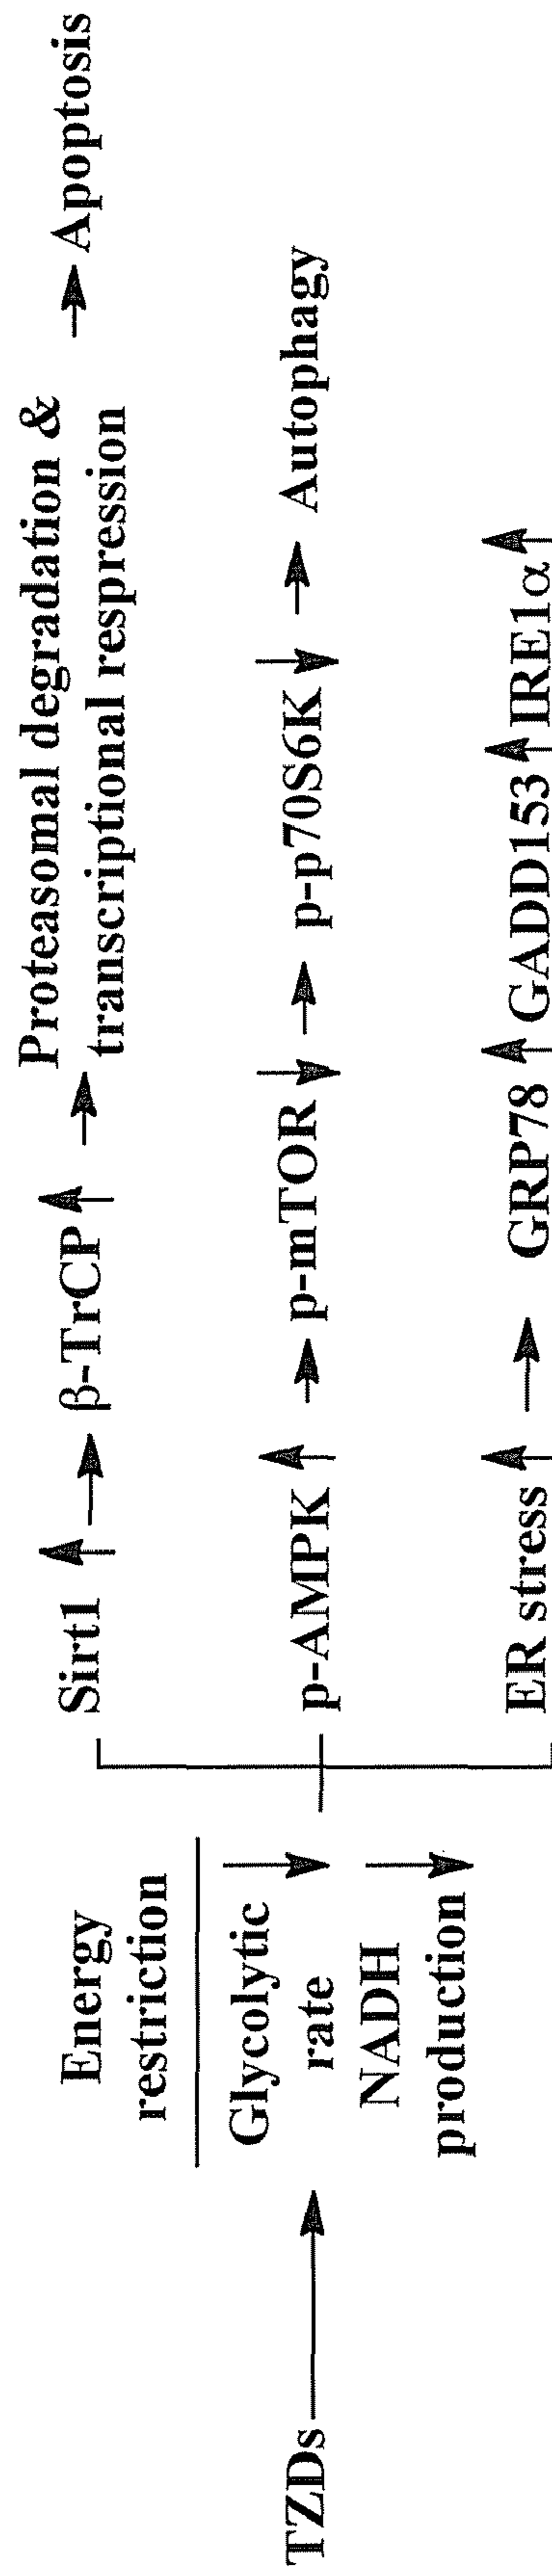 TZDs
Energy
restriction
Glycolytic
rate
NADH
production
Sirt1
β-TrCP
Proteasomal degradation &
transcriptional respression
Apoptosis
p-AMPK
p-mTOR
p-p70S6K
Autophagy
ER stress
GRP78
GADD153
IRE1α